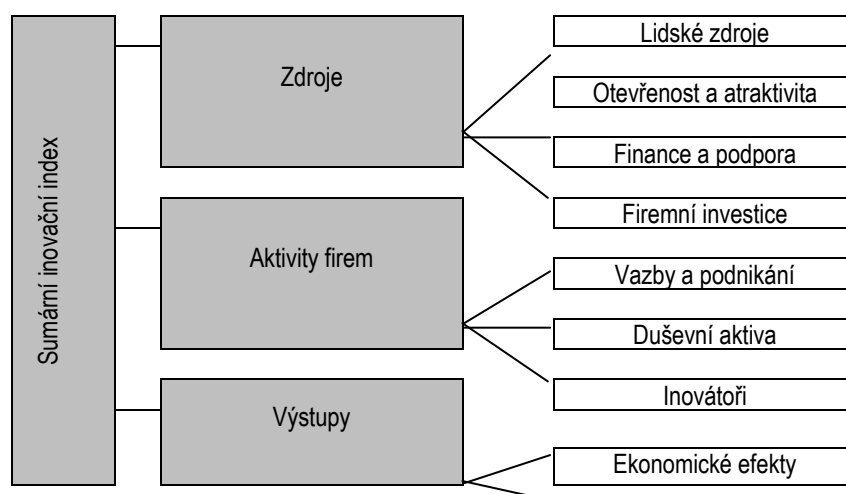 Sumární inovační index
Zdroje
Lidské zdroje
Otevřenost a atraktivita
Finance a podpora
Firemní investice
Aktivity firem
Vazby a podnikání
Duševní aktiva
Inovátoři
Výstupy
Ekonomické efekty